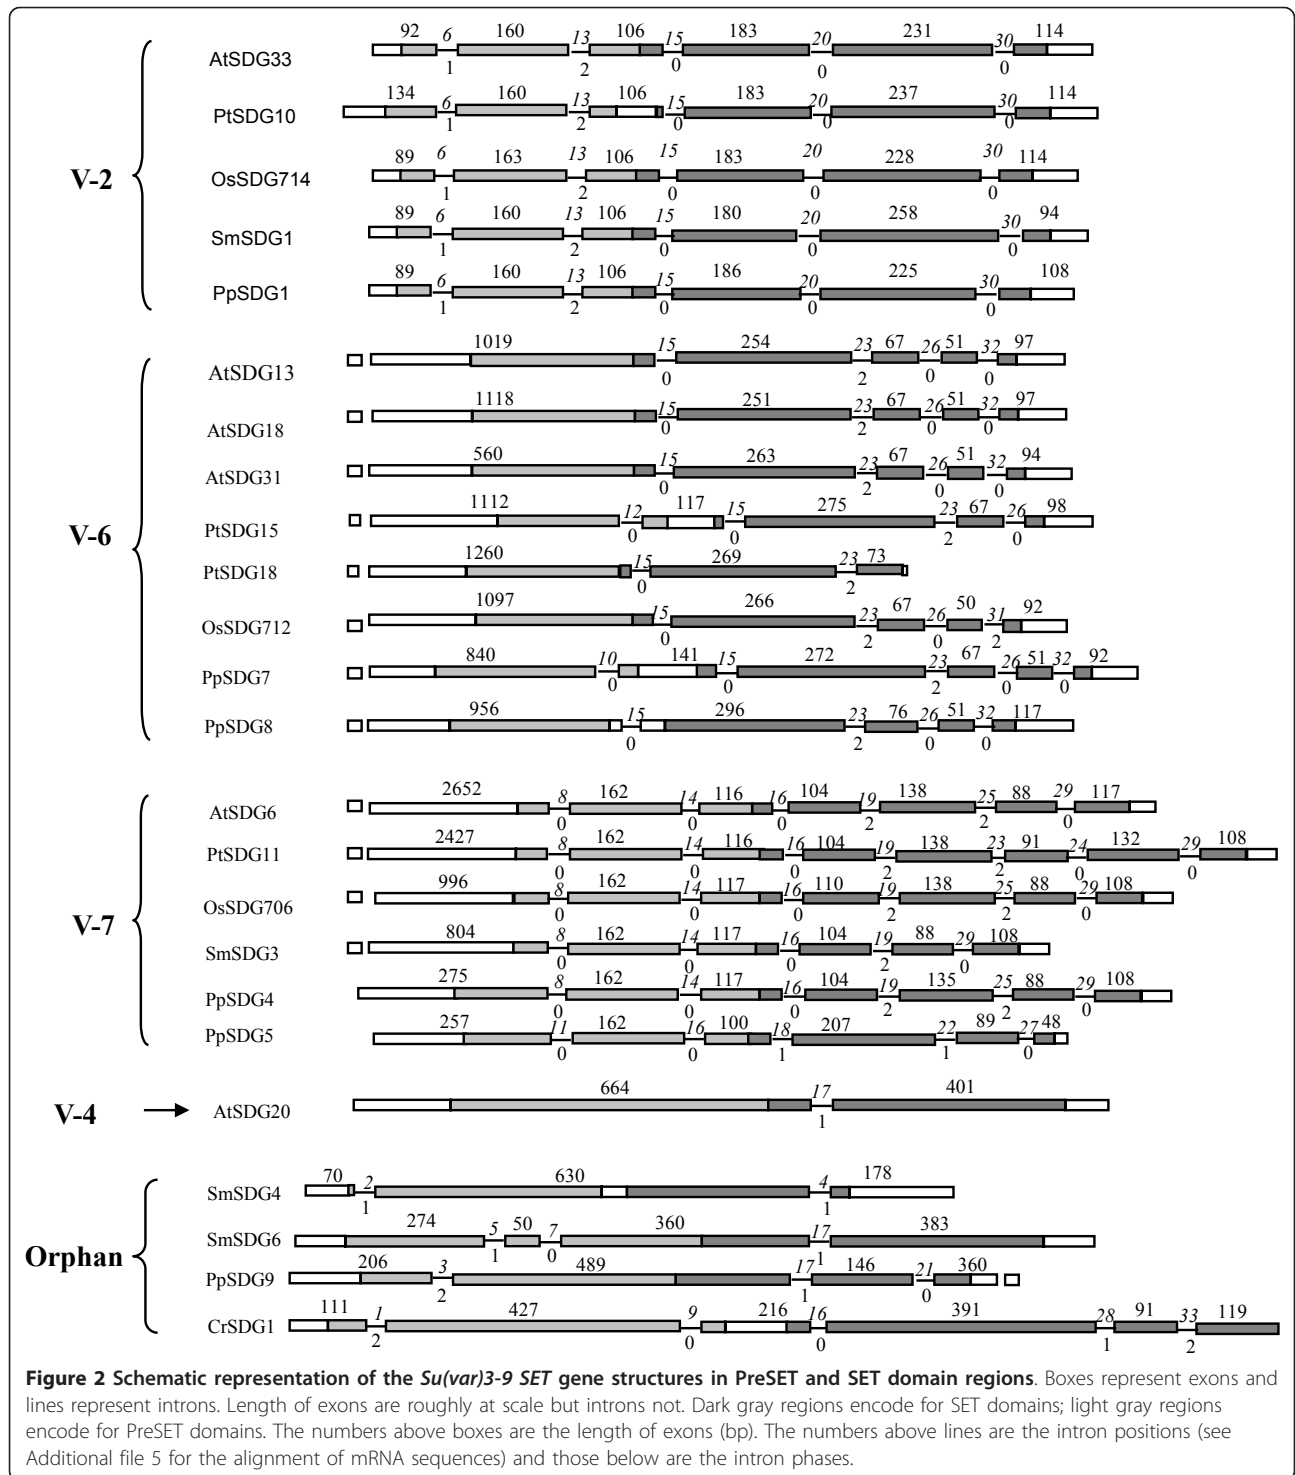 92 6 160 13 106 15 183 20 231 30 114
AtSDG33
1 2 0 0 0
134 6 160 13 106 15 183 20 237 30 114
PtSDG10
1 2 0 0 0
89 6 163 13 106 15 183 20 228 30 114
V-2
OsSDG714
1 2 0 0 0
89 6 160 13 106 15 180 20 258 30 94
SmSDG1
1 2 0 0 0
89 6 160 13 106 15 186 20 225 30 108
PpSDG1
1 2 0 0 0
1019 15 254 23 67 26 51 32 97
AtSDG13
0 2 0 0
1118 15 251 23 67 26 51 32 97
AtSDG18
0 2 0 0
560 15 263 23 67 26 51 32 94
AtSDG31
0 2 0 0
1112 12 117 15 275 23 67 26 98
V-6
PtSDG15
0 0 2 0
1260 15 269 23 73
PtSDG18
0 2
1097 15 266 23 67 26 50 31 92
OsSDG712
0 2 0 2
840 10 141 15 272 23 67 26 51 32 92
PpSDG7
0 0 2 0 0
956 15 296 23 76 26 51 32 117
PpSDG8
0 2 0 0
2652 8 162 14 116 16 104 19 138 25 88 29 117
AtSDG6
0 0 0 2 2 0
2427 8 162 14 116 16 104 19 138 23 91 24 132 29 108
PtSDG11
0 0 0 2 2 0 0
996 8 162 14 117 16 110 19 138 25 88 29 108
OsSDG706
0 0 0 2 2 0
V-7
804 8 162 14 117 16 104 19 88 29 108
SmSDG3
0 0 0 2 0
275 8 162 14 117 16 104 19 135 25 88 29 108
PpSDG4
0 0 0 2 2 0
257 11 162 16 100 18 207 22 89 27 48
PpSDG5
0 0 1 1 0
664 17 401
V-4
AtSDG20
1
70 2 630 4 178
SmSDG4
1 1
274 5 50 7 360 17 383
SmSDG6
1 0 1
Orphan
206 3 489 17 146 21 360
PpSDG9
2 1 0
111 1 427 9 216 16 391 28 91 33 119
CrSDG1
2 0 0 1 2
Figure 2 Schematic representation of the Su(var)3-9 SET gene structures in PreSET and SET domain regions. Boxes represent exons and
lines represent introns. Length of exons are roughly at scale but introns not. Dark gray regions encode for SET domains; light gray regions
encode for PreSET domains. The numbers above boxes are the length of exons (bp). The numbers above lines are the intron positions (see
Additional file 5 for the alignment of mRNA sequences) and those below are the intron phases.